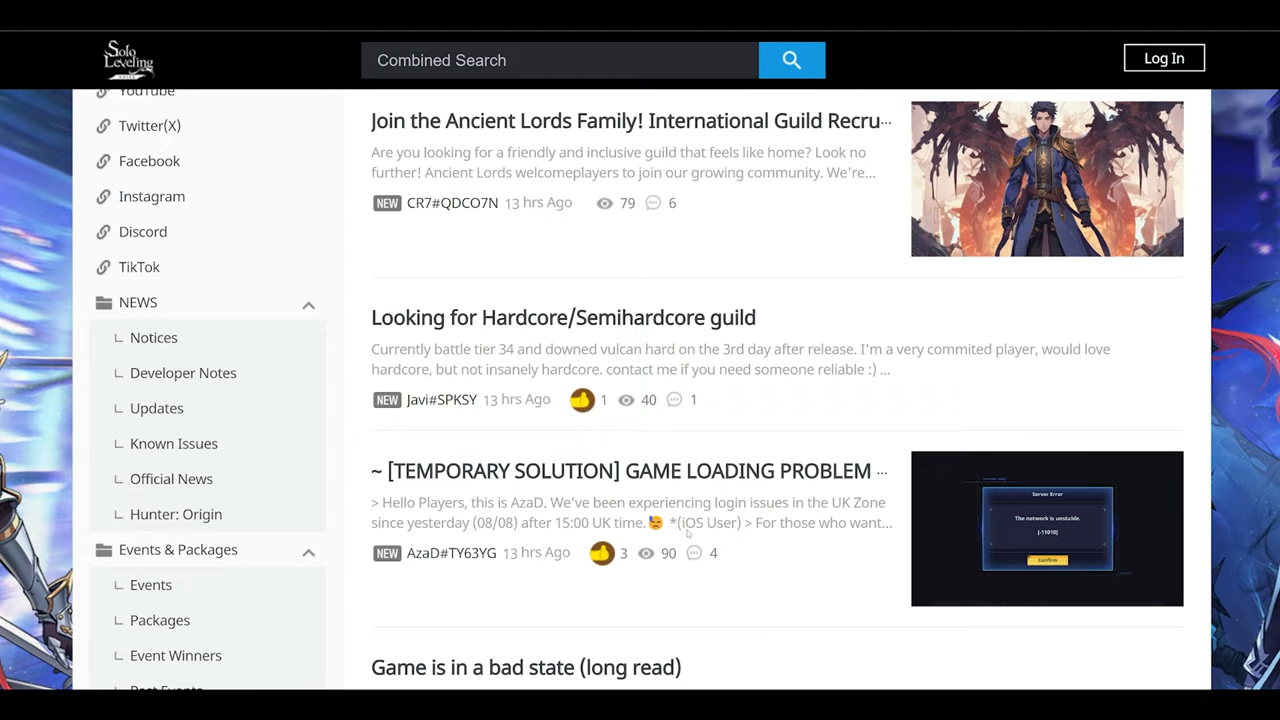 Solo
Leveling
ARISE
Combined Search
Log In
YouTube
Twitter(X)
Facebook
Instagram
Discord
TikTok
NEWS
Notices
Developer Notes
Updates
Known Issues
Official News
Hunter: Origin
Events & Packages
Events
Packages
Event Winners
Past Events
Join the Ancient Lords Family! International Guild Recru...
Are you looking for a friendly and inclusive guild that feels like home? Look no
further! Ancient Lords welcomeplayers to join our growing community. We're...
NEW CR7#QDCO7N 13 hrs Ago 79 6
Looking for Hardcore/Semihardcore guild
Currently battle tier 34 and downed vulcan hard on the 3rd day after release. I'm a very commited player, would love
hardcore, but not insanely hardcore. contact me if you need someone reliable :) ...
NEW Javi#SPKSY 13 hrs Ago 1 40 1
~ [TEMPORARY SOLUTION] GAME LOADING PROBLEM ...
> Hello Players, this is AzaD. We've been experiencing login issues in the UK Zone
since yesterday (08/08) after 15:00 UK time.😓 *(iOS User) > For those who want...
NEW AzaD#TY63YG 13 hrs Ago 3 90 4
Server Error
The network is unstable.
[-11010]
Confirm
Game is in a bad state (long read)